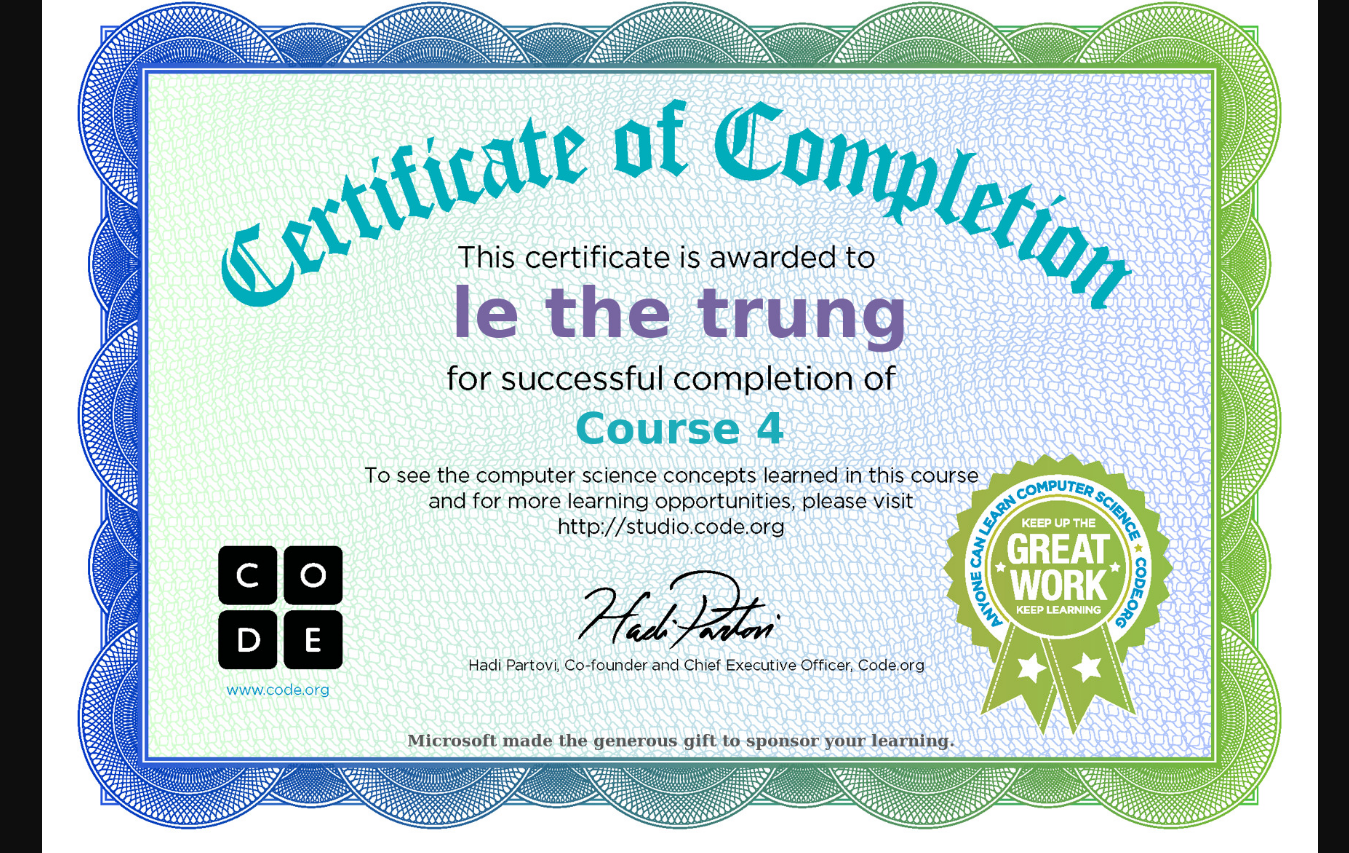 Certificate of Completion
This certificate is awarded to
le the trung
for successful completion of
Course 4
To see the computer science concepts learned in this course
and for more learning opportunities, please visit
http://studio.code.org
ANYONE CAN LEARN COMPUTER SCIENCE ★ CODE.ORG
KEEP UP THE
GREAT
WORK
KEEP LEARNING
C O
D E
www.code.org
Hadi Partovi
Hadi Partovi, Co-founder and Chief Executive Officer, Code.org
Microsoft made the generous gift to sponsor your learning.